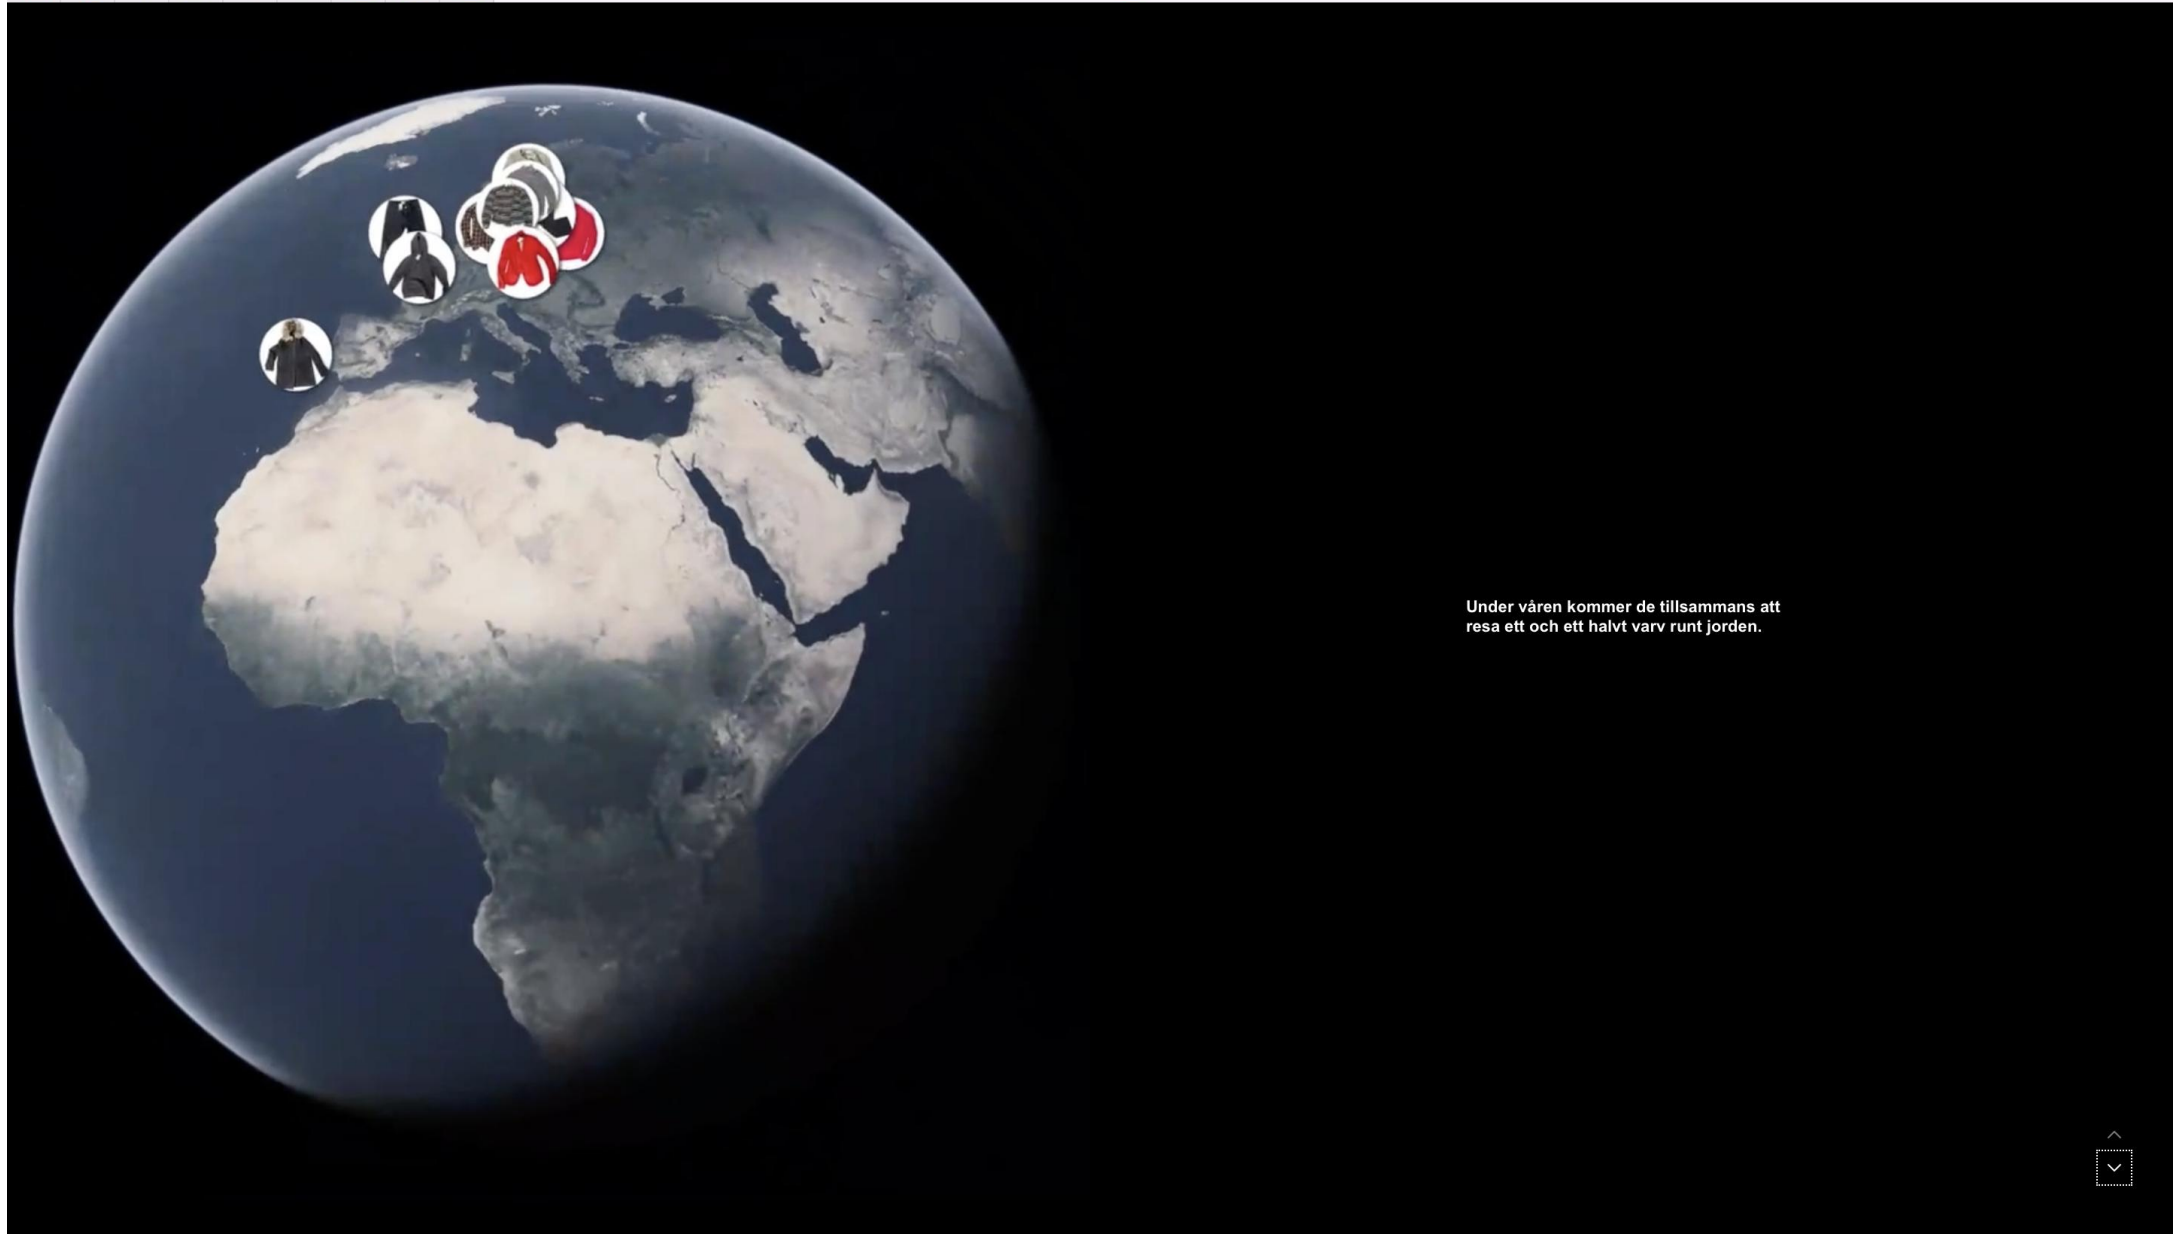 Under våren kommer de tillsammans att
resa ett och ett halvt varv runt jorden.